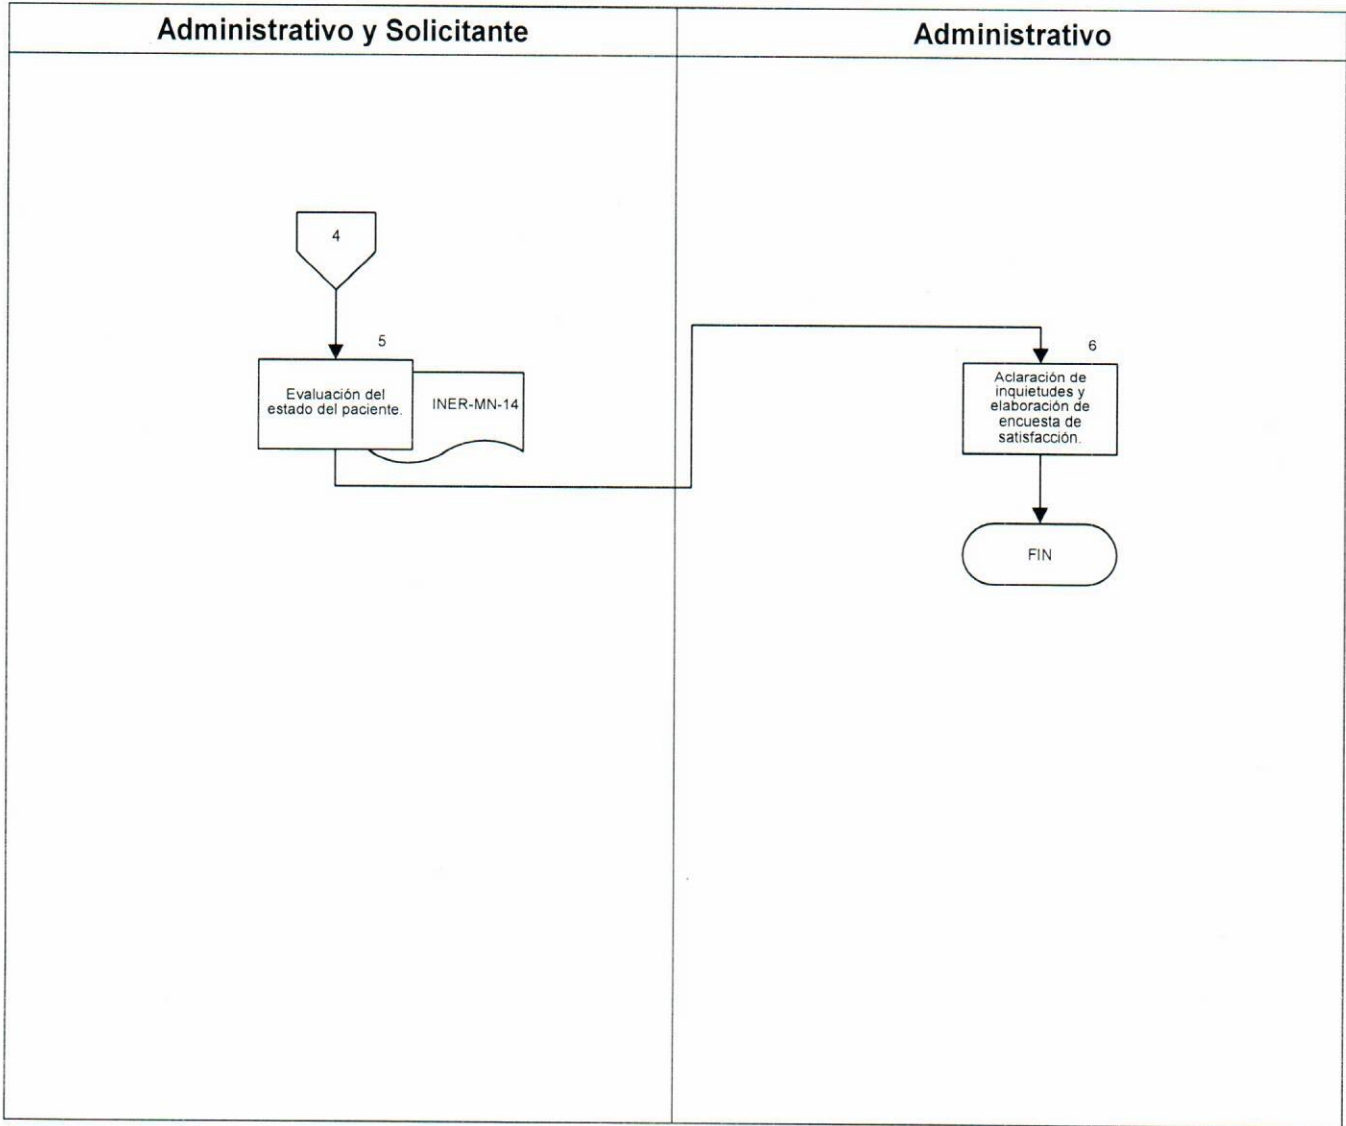 Administrativo y Solicitante
Administrativo
4
5
Evaluación del
estado del paciente.
INER-MN-14
6
Aclaración de
inquietudes y
elaboración de
encuesta de
satisfacción.
FIN